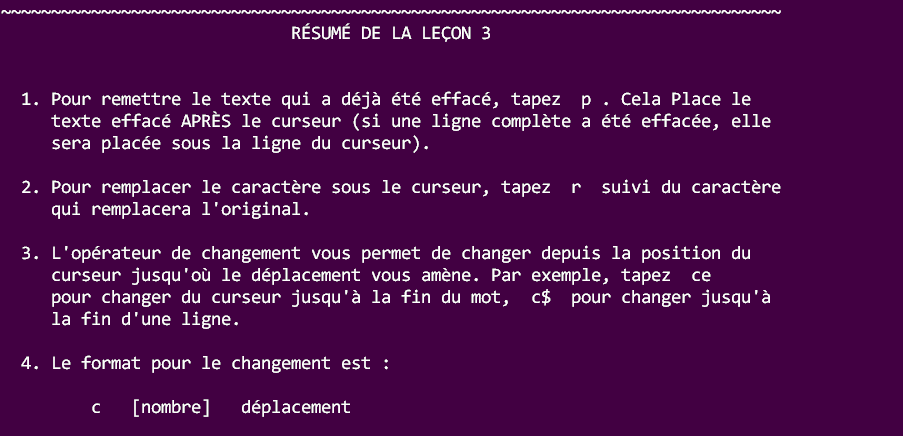 ~~~~~~~~~~~~~~~~~~~~~~~~~~~~~~~~~~~~~~~~~~~~~~~~~~~~~~~~~~~~~~~~~~~~~~~~~~~~~~
RÉSUMÉ DE LA LEÇON 3
1. Pour remettre le texte qui a déjà été effacé, tapez  p . Cela Place le
texte effacé APRÈS le curseur (si une ligne complète a été effacée, elle
sera placée sous la ligne du curseur).
2. Pour remplacer le caractère sous le curseur, tapez  r  suivi du caractère
qui remplacera l'original.
3. L'opérateur de changement vous permet de changer depuis la position du
curseur jusqu'où le déplacement vous amène. Par exemple, tapez  ce
pour changer du curseur jusqu'à la fin du mot,  c$  pour changer jusqu'à
la fin d'une ligne.
4. Le format pour le changement est :
c   [nombre]   déplacement